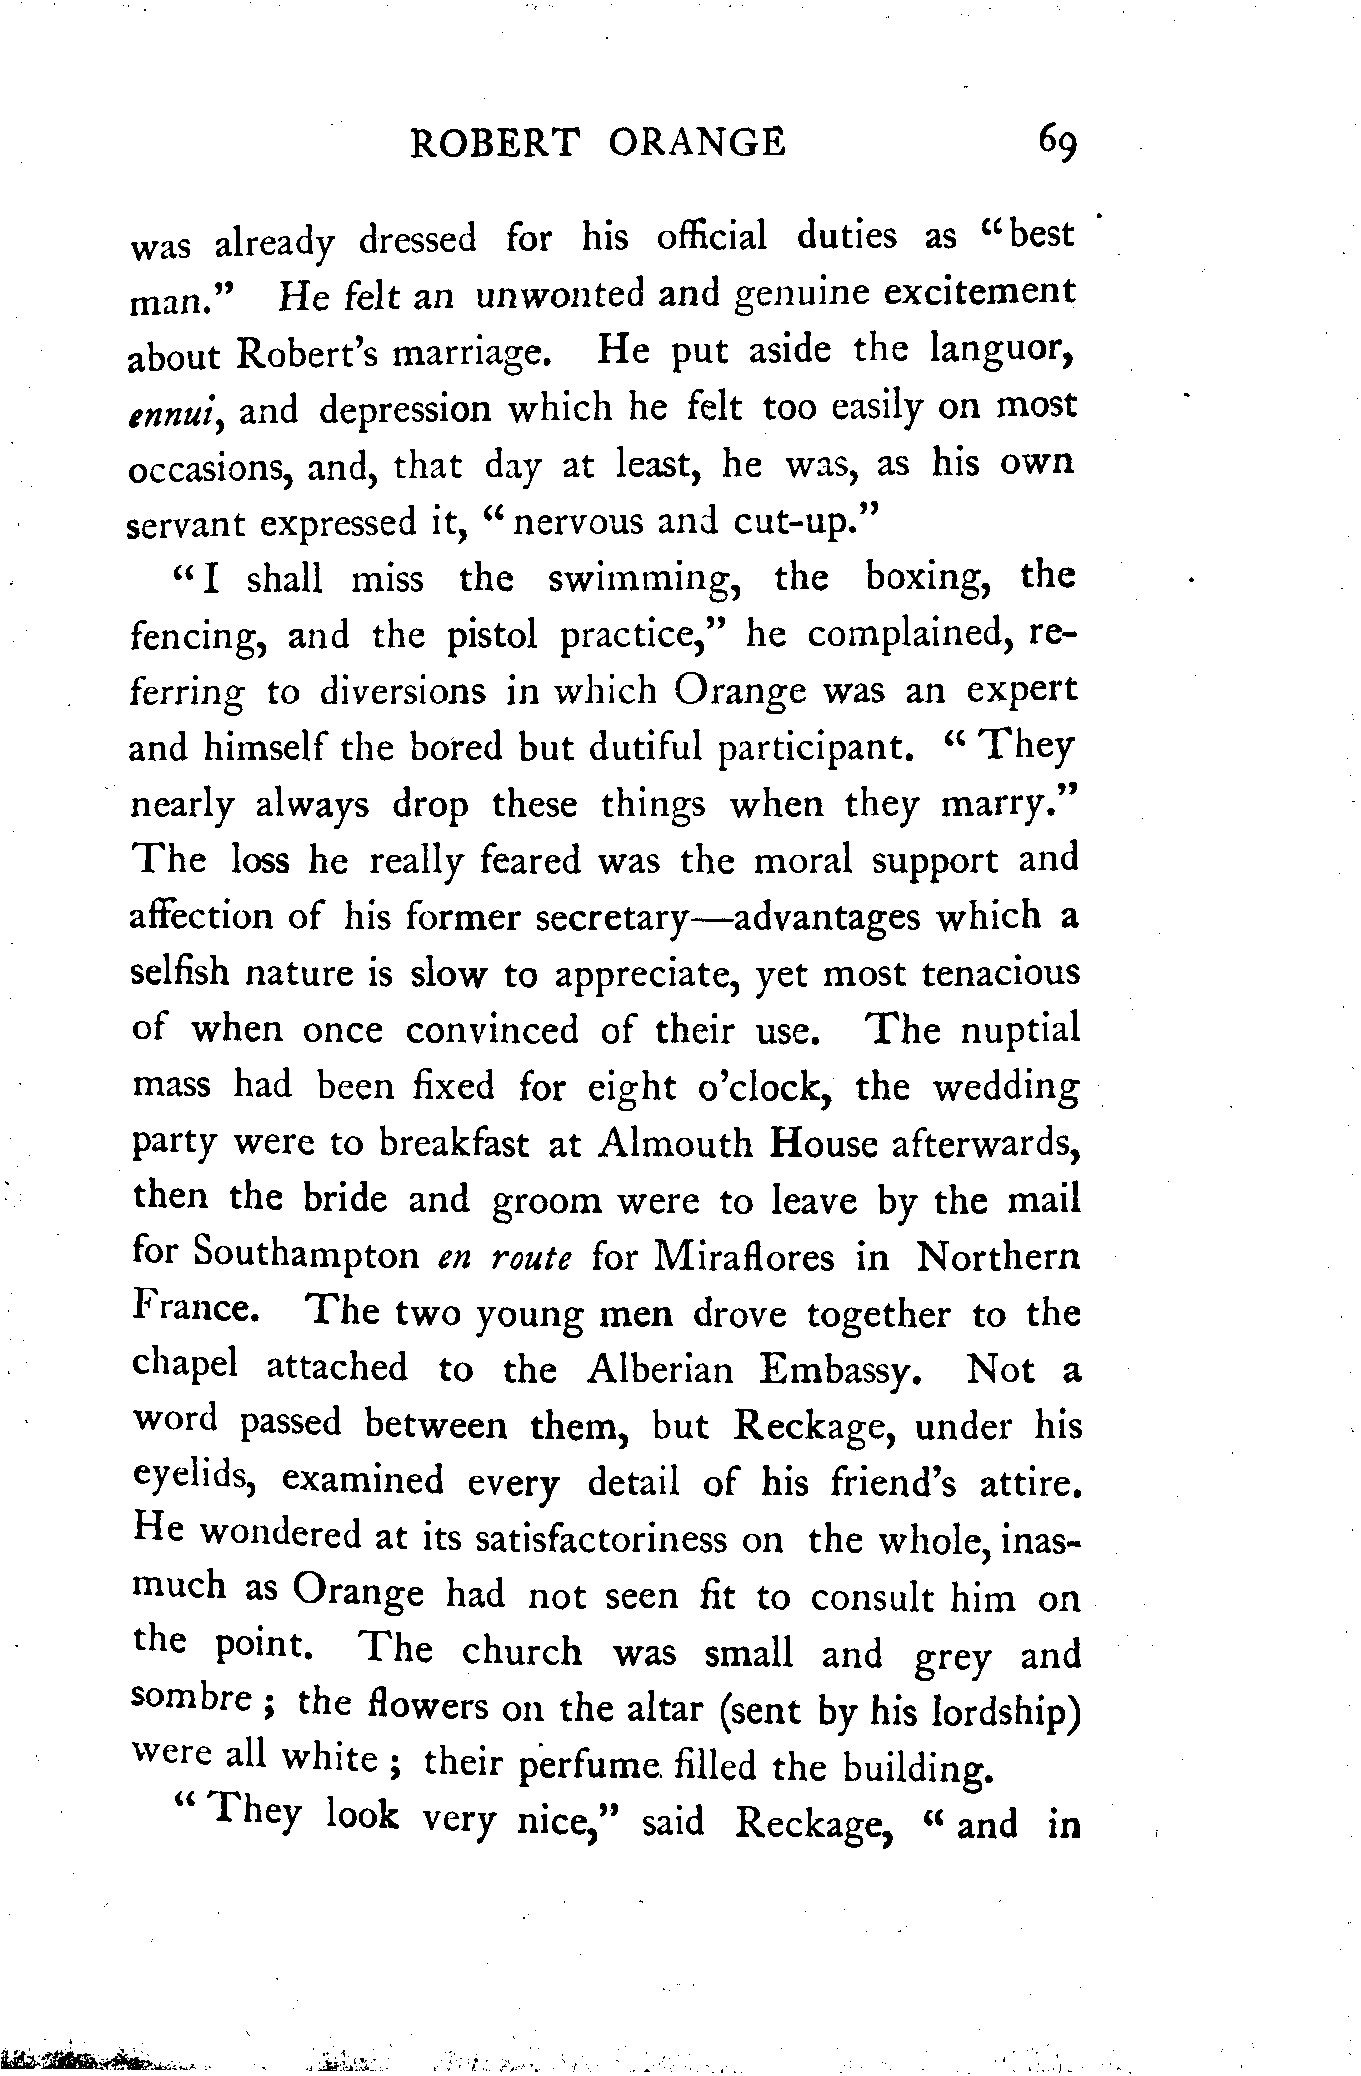 ROBERT ORANGE 69
was already dressed for his official duties as “best
man.” He felt an unwonted and genuine excitement
about Robert’s marriage. He put aside the languor,
ennui, and depression which he felt too easily on most
occasions, and, that day at least, he was, as his own
servant expressed it, “nervous and cut-up.”
“I shall miss the swimming, the boxing, the
fencing, and the pistol practice,” he complained, re-
ferring to diversions in which Orange was an expert
and himself the bored but dutiful participant. “They
nearly always drop these things when they marry.”
The loss he really feared was the moral support and
affection of his former secretary—advantages which a
selfish nature is slow to appreciate, yet most tenacious
of when once convinced of their use. The nuptial
mass had been fixed for eight o’clock, the wedding
party were to breakfast at Almouth House afterwards,
then the bride and groom were to leave by the mail
for Southampton en route for Miraflores in Northern
France. The two young men drove together to the
chapel attached to the Alberian Embassy. Not a
word passed between them, but Reckage, under his
eyelids, examined every detail of his friend’s attire.
He wondered at its satisfactoriness on the whole, inas-
much as Orange had not seen fit to consult him on
the point. The church was small and grey and
sombre; the flowers on the altar (sent by his lordship)
were all white; their perfume filled the building.
“They look very nice,” said Reckage, “and in